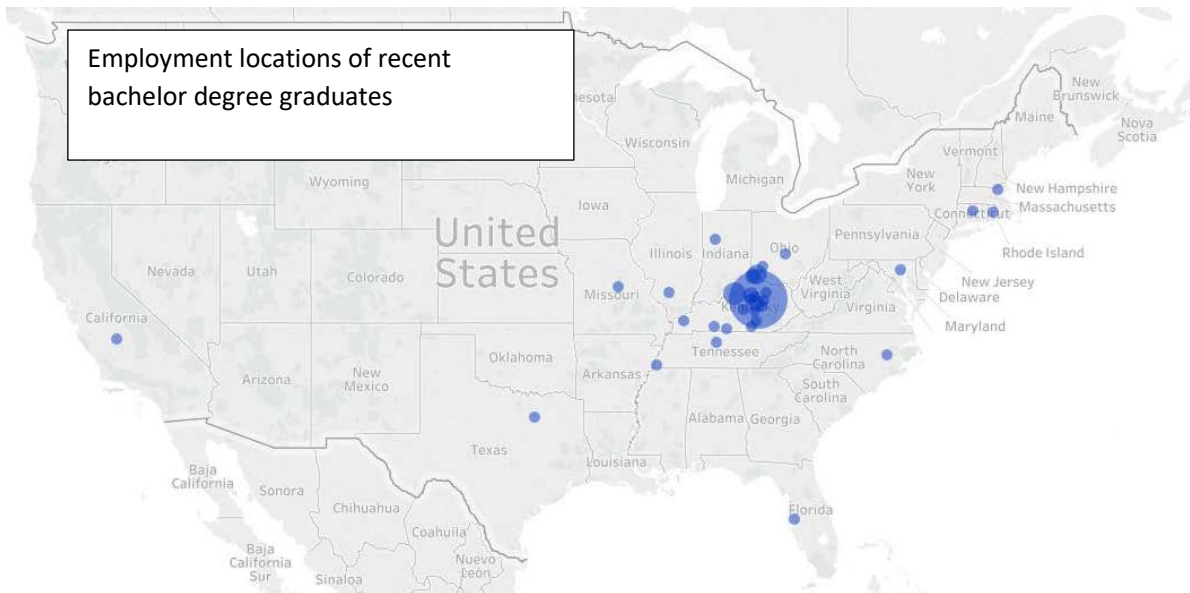 Employment locations of recent
bachelor degree graduates
New
Brunswick
Maine
Nova
Scotia
Wisconsin
Vermont
Michigan
New
York
Wyoming
New Hampshire
Massachusetts
Iowa
Connecticut
United
States
Illinois
Indiana
Ohio
Pennsylvania
Rhode Island
Nevada
Utah
Colorado
West
Virginia
New Jersey
Delaware
Missouri
Kentucky
Virginia
California
Maryland
Oklahoma
Tennessee
North
Carolina
Arizona
New
Mexico
Arkansas
South
Carolina
Alabama
Georgia
Texas
Louisiana
Baja
California
Sonora
Chihuahua
Florida
Coahuila
Baja
California
Sur
Sinaloa
Nuevo
León